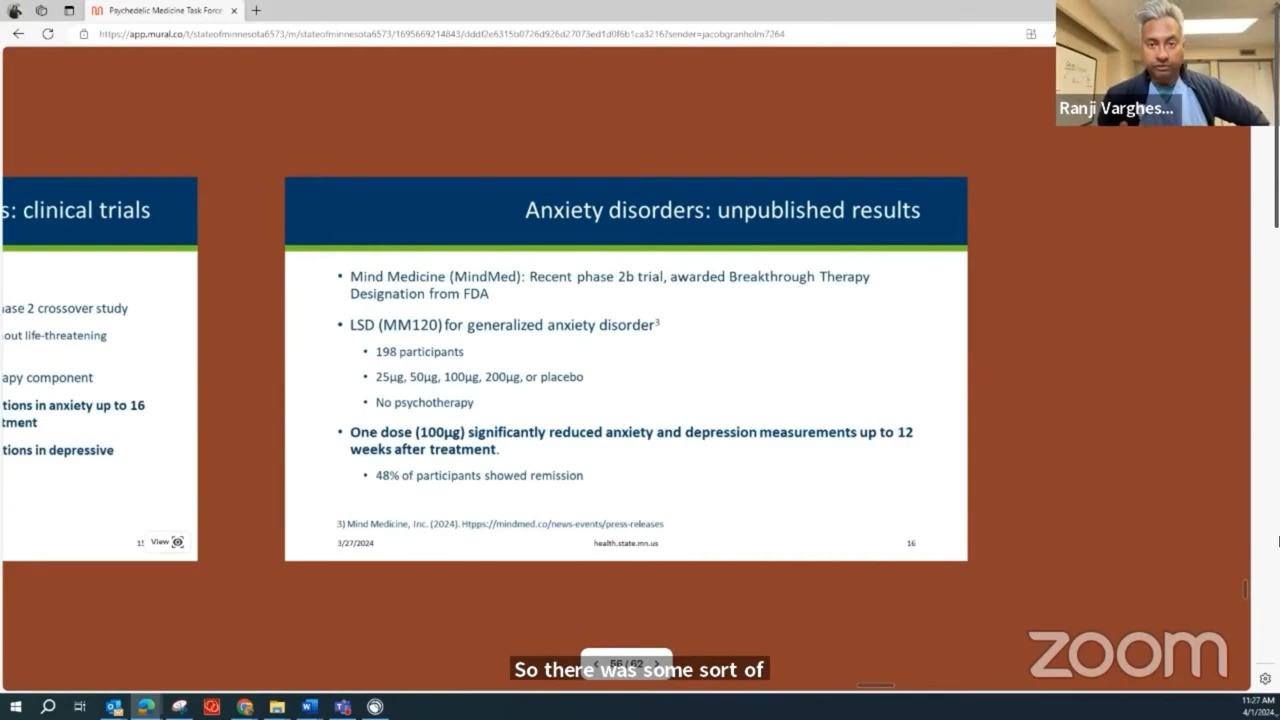 Psychedelic Medicine Task Force
https://app.mural.co/t/stateofminnesota6573/m/stateofminnesota6573/1695669214843/dddf2e6315b0726d926d27073ed1d0f6b1ca3216?sender=jacobgranholm7264
Ranji Varghes...
s: clinical trials
ase 2 crossover study
out life-threatening
apy component
tions in anxiety up to 16
tment
tions in depressive
15
View
Anxiety disorders: unpublished results
• Mind Medicine (MindMed): Recent phase 2b trial, awarded Breakthrough Therapy
Designation from FDA
• LSD (MM120) for generalized anxiety disorder3
• 198 participants
• 25µg, 50µg, 100µg, 200µg, or placebo
• No psychotherapy
• One dose (100µg) significantly reduced anxiety and depression measurements up to 12
weeks after treatment.
• 48% of participants showed remission
3) Mind Medicine, Inc. (2024). Htpps://mindmed.co/news-events/press-releases
3/27/2024
health.state.mn.us
16
56 / 62
So there was some sort of
zoom
11:27 AM
4/1/2024